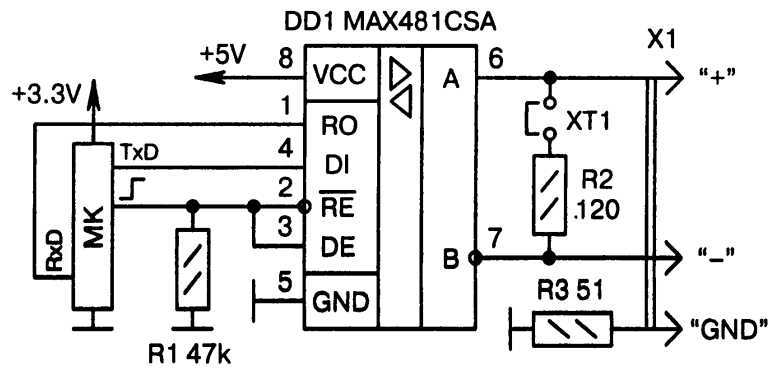 DD1 MAX481CSA
+5V
8
VCC
A
6
X1
"+"
+3.3V
1
RO
XT1
TxD
4
DI
2
RE
R2
.120
MK
RxD
3
DE
B
7
"–"
5
GND
R3 51
"GND"
R1 47k